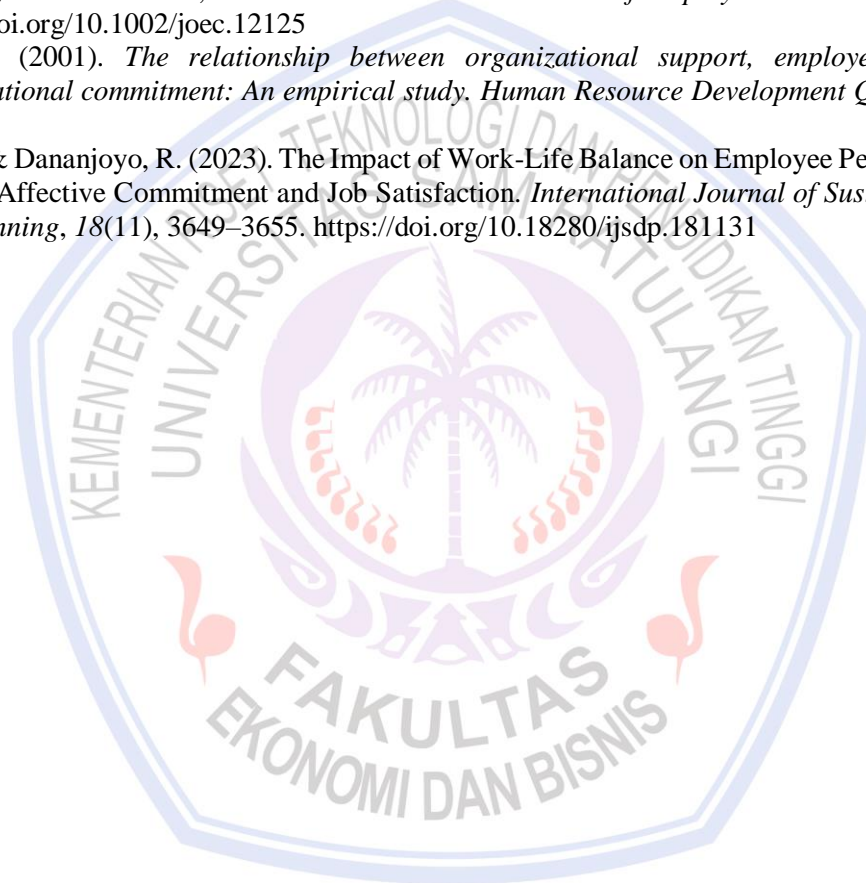 oi.org/10.1002/joec.12125
(2001). The relationship between organizational support, employe
ational commitment: An empirical study. Human Resource Development Q
& Dananjoyo, R. (2023). The Impact of Work-Life Balance on Employee Pe
Affective Commitment and Job Satisfaction. International Journal of Sus
nning, 18(11), 3649–3655. https://doi.org/10.18280/ijsdp.181131
KEMENTERIAN RISET TEKNOLOGI DAN PENDIDIKAN TINGGI
UNIVERSITAS SAM RATULANGI
FAKULTAS
EKONOMI DAN BISNIS